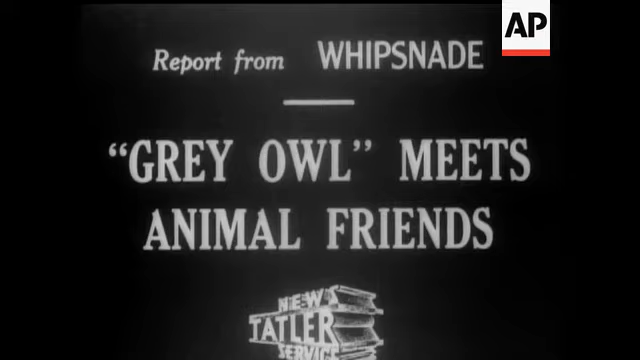 AP
Report from WHIPSNADE
“GREY OWL” MEETS
ANIMAL FRIENDS
NEWS
TATLER
SERVICE